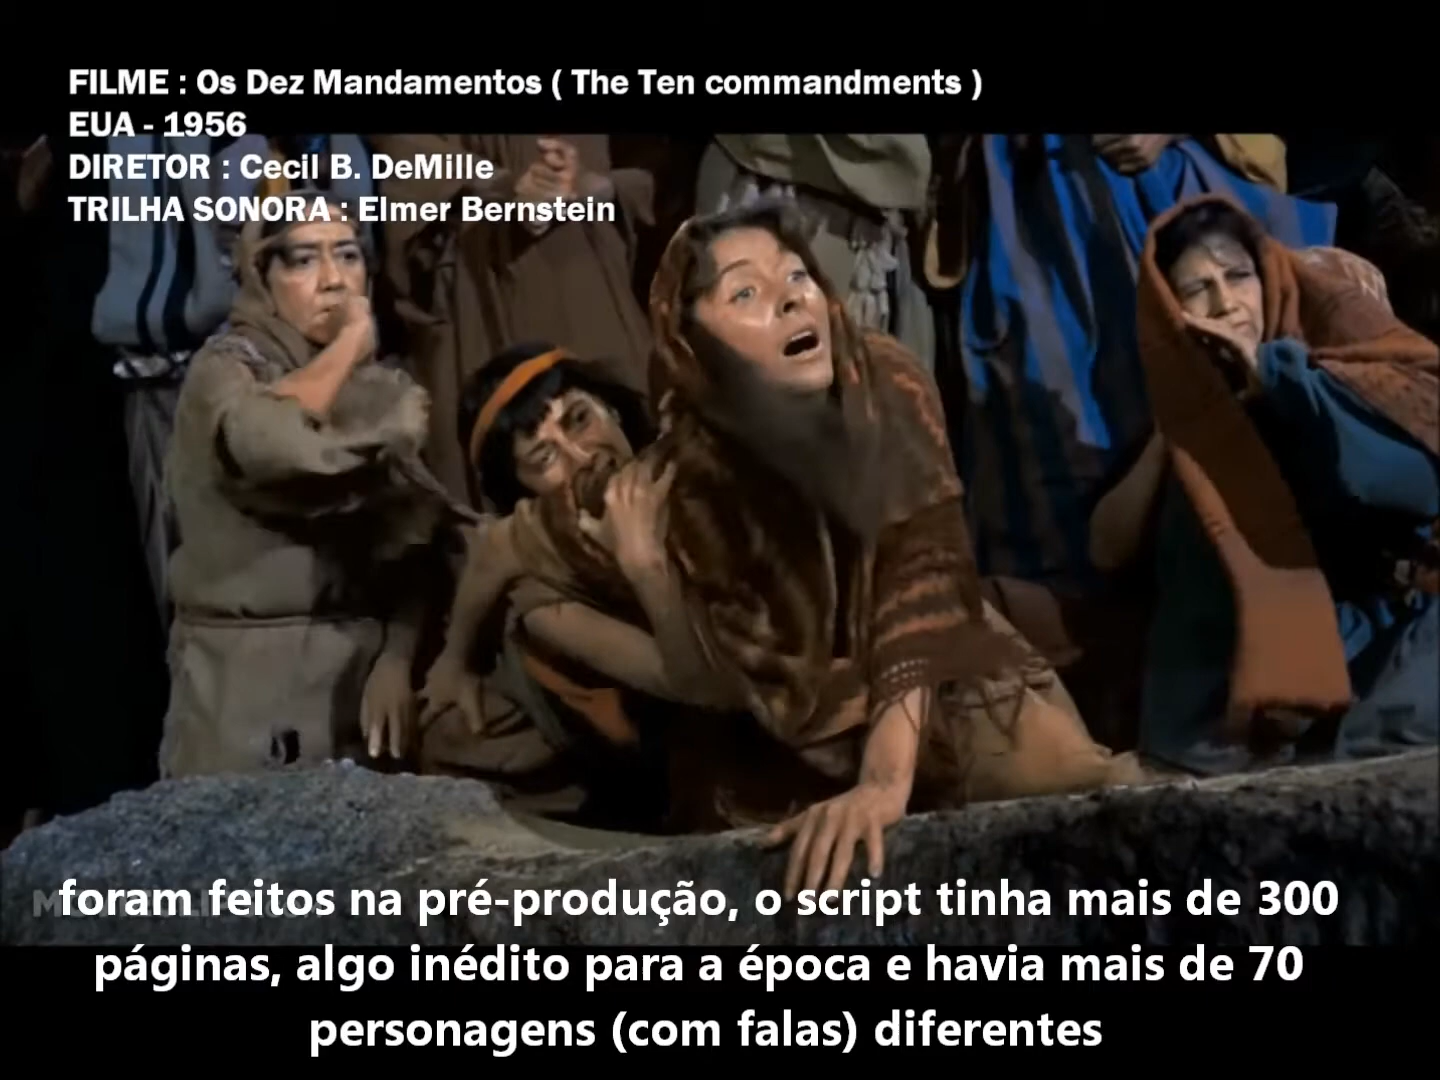 FILME : Os Dez Mandamentos ( The Ten commandments )
EUA - 1956
DIRETOR : Cecil B. DeMille
TRILHA SONORA : Elmer Bernstein
foram feitos na pré-produção, o script tinha mais de 300
páginas, algo inédito para a época e havia mais de 70
personagens (com falas) diferentes